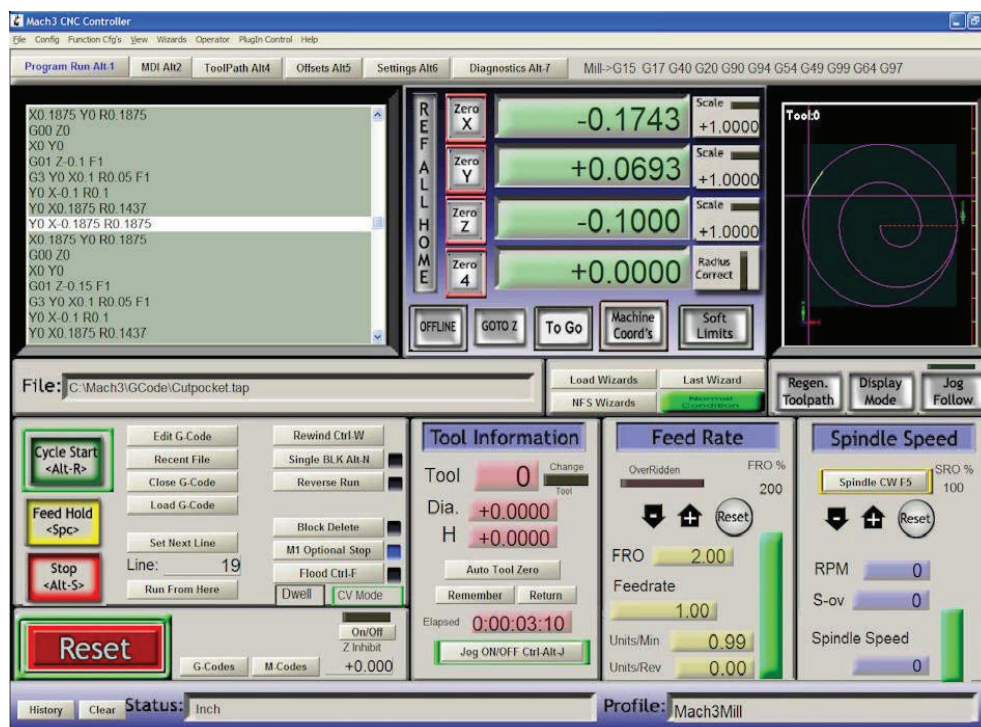 Mach3 CNC Controller
File Config Function Cfg's View Wizards Operator PlugIn Control Help
Program Run Alt-1 MDI Alt2 ToolPath Alt4 Offsets Alt5 Settings Alt6 Diagnostics Alt-7 Mill->G15 G17 G40 G20 G90 G94 G54 G49 G99 G64 G97
X0.1875 Y0 R0.1875
G00 Z0
X0 Y0
G01 Z-0.1 F1
G3 Y0 X0.1 R0.05 F1
Y0 X-0.1 R0.1
Y0 X0.1875 R0.1437
Y0 X-0.1875 R0.1875
X0.1875 Y0 R0.1875
G00 Z0
X0 Y0
G01 Z-0.15 F1
G3 Y0 X0.1 R0.05 F1
Y0 X-0.1 R0.1
Y0 X0.1875 R0.1437
REF ALL HOME
Zero X -0.1743 Scale +1.0000
Zero Y +0.0693 Scale +1.0000
Zero Z -0.1000 Scale +1.0000
Zero 4 +0.0000 Radius Correct
OFFLINE GOTO Z To Go Machine Coord's Soft Limits
Tool:0
File: C:\Mach3\GCode\Cutpocket.tap
Load Wizards Last Wizard
NFS Wizards Normal Condition
Regen. Toolpath Display Mode Jog Follow
Cycle Start <Alt-R>
Feed Hold <Spc>
Stop <Alt-S>
Edit G-Code
Recent File
Close G-Code
Load G-Code
Set Next Line
Line: 19
Run From Here
Rewind Ctrl-W
Single BLK Alt-N
Reverse Run
Block Delete
M1 Optional Stop
Flood Ctrl-F
Dwell CV Mode
Reset
G-Codes M-Codes
On/Off
Z Inhibit
+0.000
Tool Information
Tool 0 Change Tool
Dia. +0.0000
H +0.0000
Auto Tool Zero
Remember Return
Elapsed 0:00:03:10
Jog ON/OFF Ctrl-Alt-J
Feed Rate
OverRidden FRO %
200
Reset
FRO 2.00
Feedrate
1.00
Units/Min 0.99
Units/Rev 0.00
Spindle Speed
Spindle CW F5 SRO %
100
Reset
RPM 0
S-ov 0
Spindle Speed
0
History Clear Status: Inch Profile: Mach3Mill